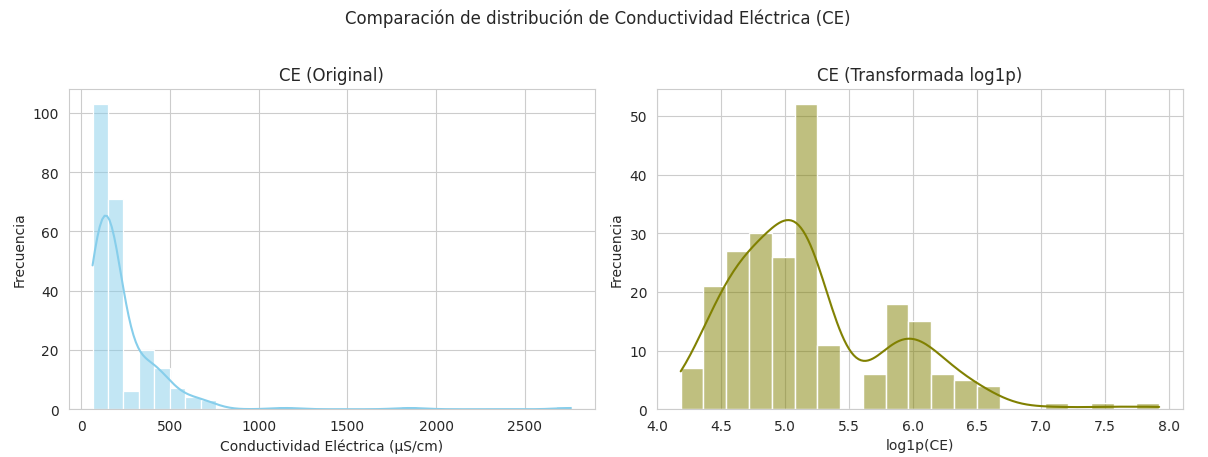 Comparación de distribución de Conductividad Eléctrica (CE)
CE (Original)
Frecuencia
100
80
60
40
20
0
0 500 1000 1500 2000 2500
Conductividad Eléctrica (µS/cm)
CE (Transformada log1p)
Frecuencia
50
40
30
20
10
0
4.0 4.5 5.0 5.5 6.0 6.5 7.0 7.5 8.0
log1p(CE)